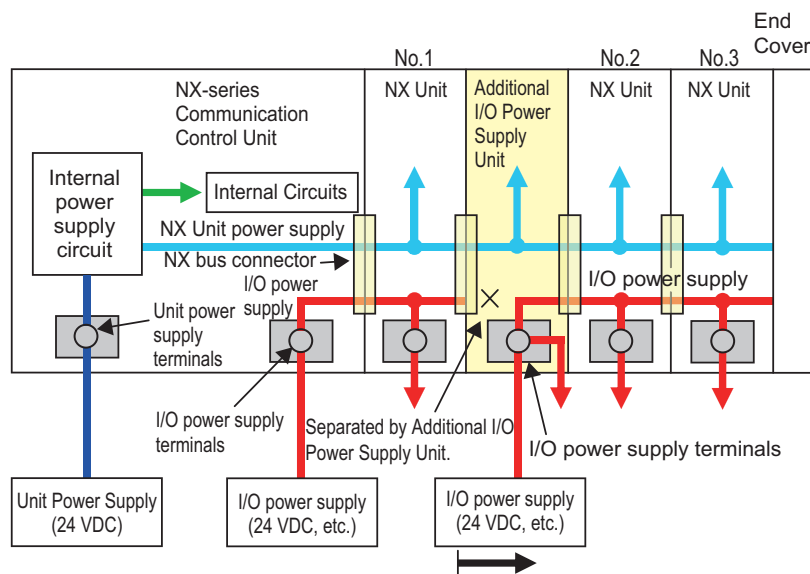 End
Cover
No.1
No.2
No.3
NX-series
Communication
Control Unit
NX Unit
Additional
I/O Power
Supply
Unit
NX Unit
NX Unit
Internal
power
supply
circuit
Internal Circuits
NX Unit power supply
NX bus connector
I/O power
supply
I/O power supply
Unit power
supply
terminals
I/O power supply
terminals
Separated by Additional I/O
Power Supply Unit.
I/O power supply terminals
Unit Power Supply
(24 VDC)
I/O power supply
(24 VDC, etc.)
I/O power supply
(24 VDC, etc.)